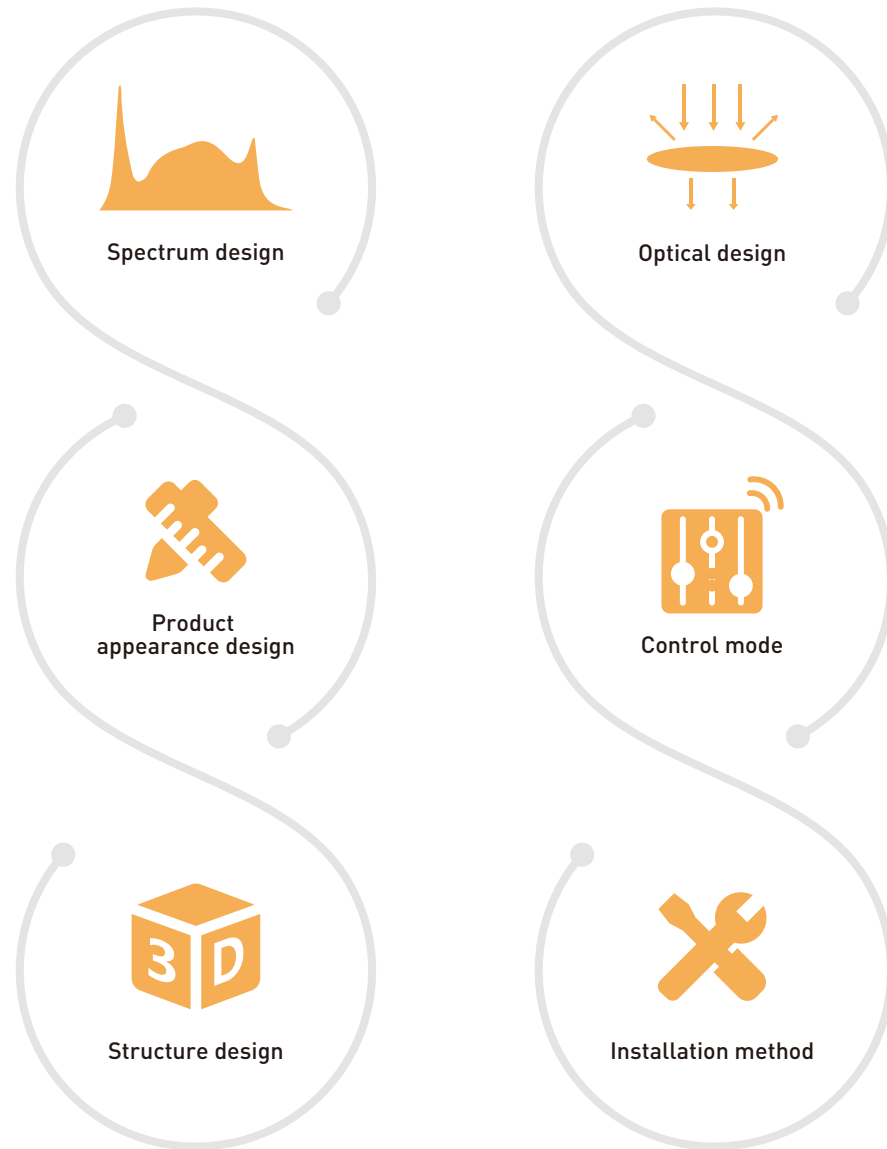 Spectrum design
Optical design
Product
appearance design
Control mode
3D
Structure design
Installation method